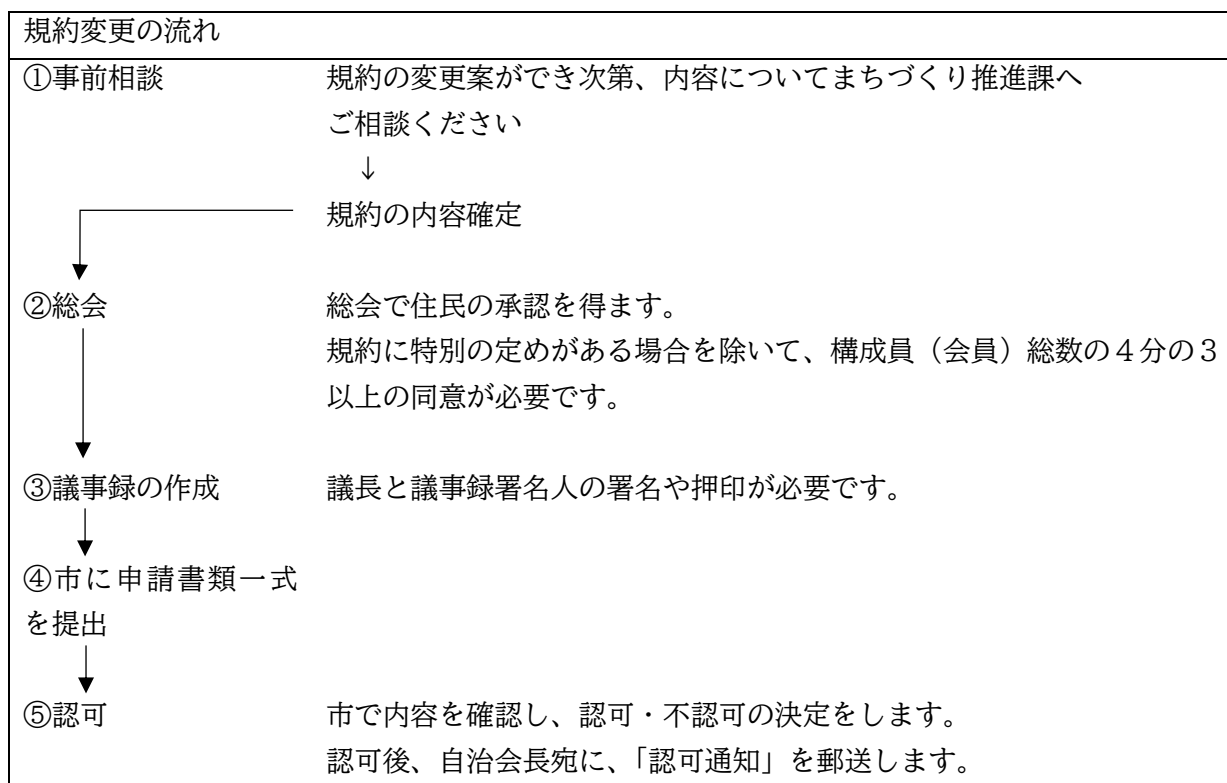 規約変更の流れ
①事前相談 規約の変更案ができ次第、内容についてまちづくり推進課へ
ご相談ください
↓
規約の内容確定
②総会 総会で住民の承認を得ます。
規約に特別の定めがある場合を除いて、構成員（会員）総数の４分の３
以上の同意が必要です。
③議事録の作成 議長と議事録署名人の署名や押印が必要です。
④市に申請書類一式
を提出
⑤認可 市で内容を確認し、認可・不認可の決定をします。
認可後、自治会長宛に、「認可通知」を郵送します。